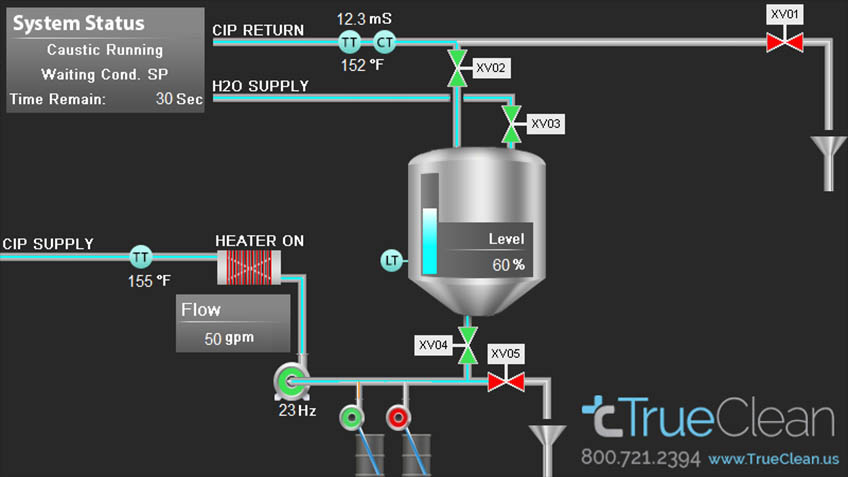 System Status
Caustic Running
Waiting Cond. SP
Time Remain: 30 Sec
CIP RETURN
12.3 mS
TT
CT
152 °F
XV01
XV02
H2O SUPPLY
XV03
Level
60 %
LT
CIP SUPPLY
TT
155 °F
HEATER ON
Flow
50 gpm
XV04
XV05
23 Hz
tc TrueClean
800.721.2394 www.TrueClean.us